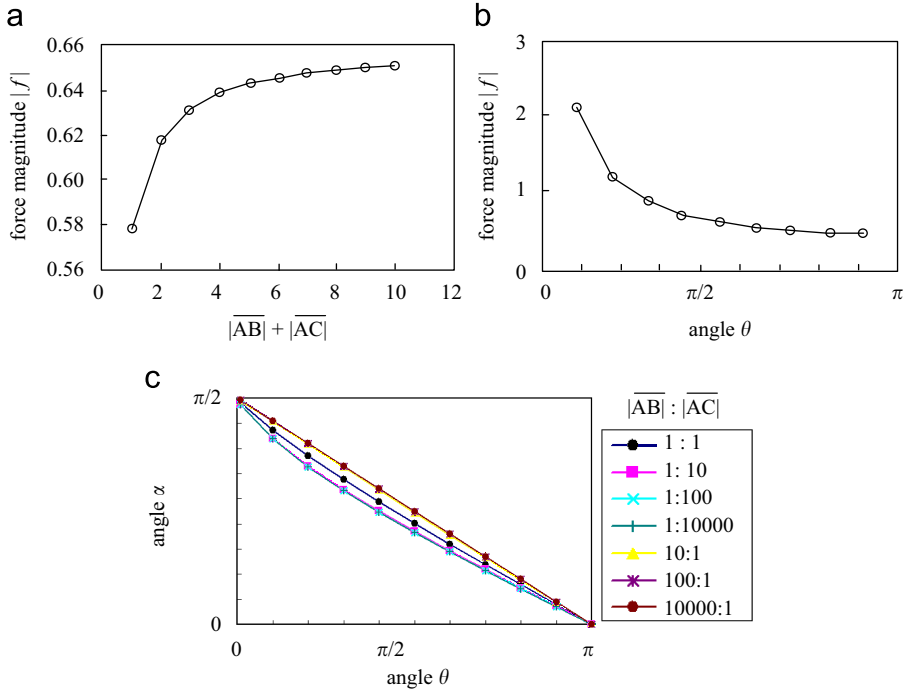 a
0.66
0.64
0.62
0.60
0.58
0.56
force magnitude | f |
0
2
4
6
8
10
12
|AB| + |AC|
b
3
2
1
0
force magnitude | f |
0
π/2
π
angle θ
c
π/2
0
angle α
0
π/2
π
angle θ
|AB| : |AC|
1 : 1
1: 10
1:100
1:10000
10:1
100:1
10000:1